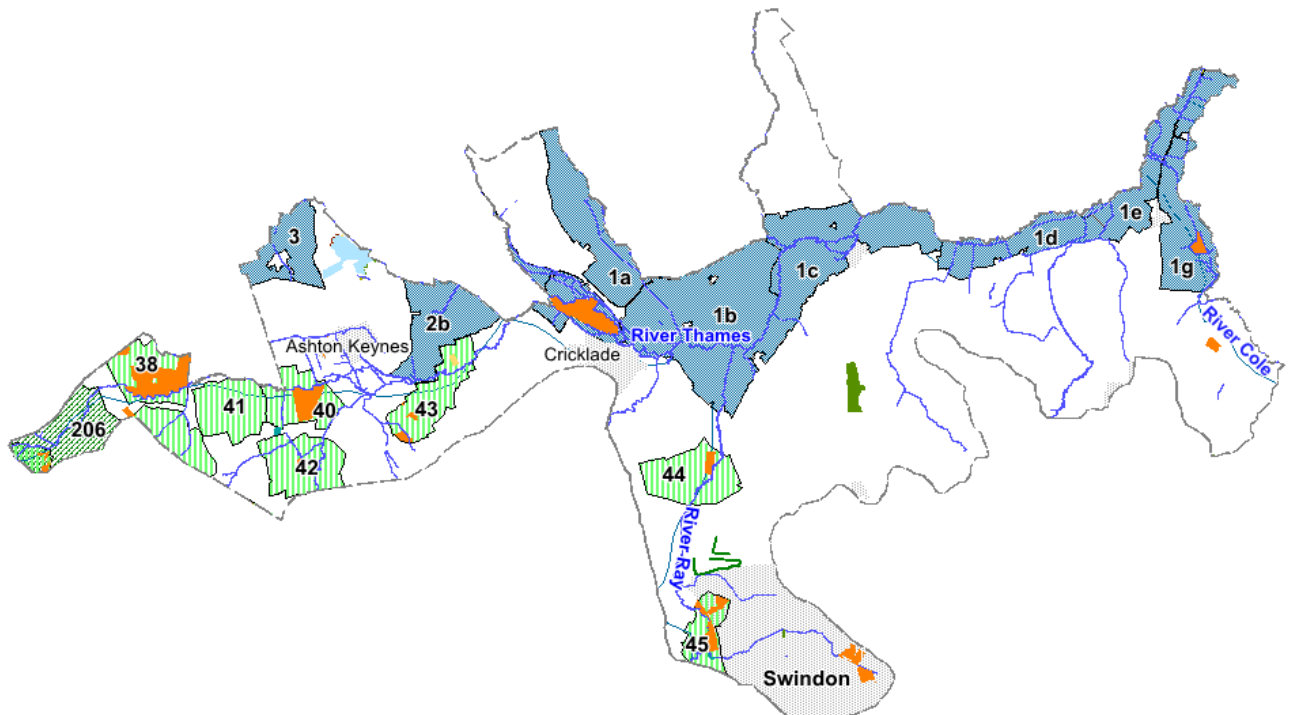 3
1a
1b
1c
1d
1e
1g
2b
River Thames
Ashton Keynes
Cricklade
River Cole
38
41
40
43
206
42
44
River-Ray
45
Swindon